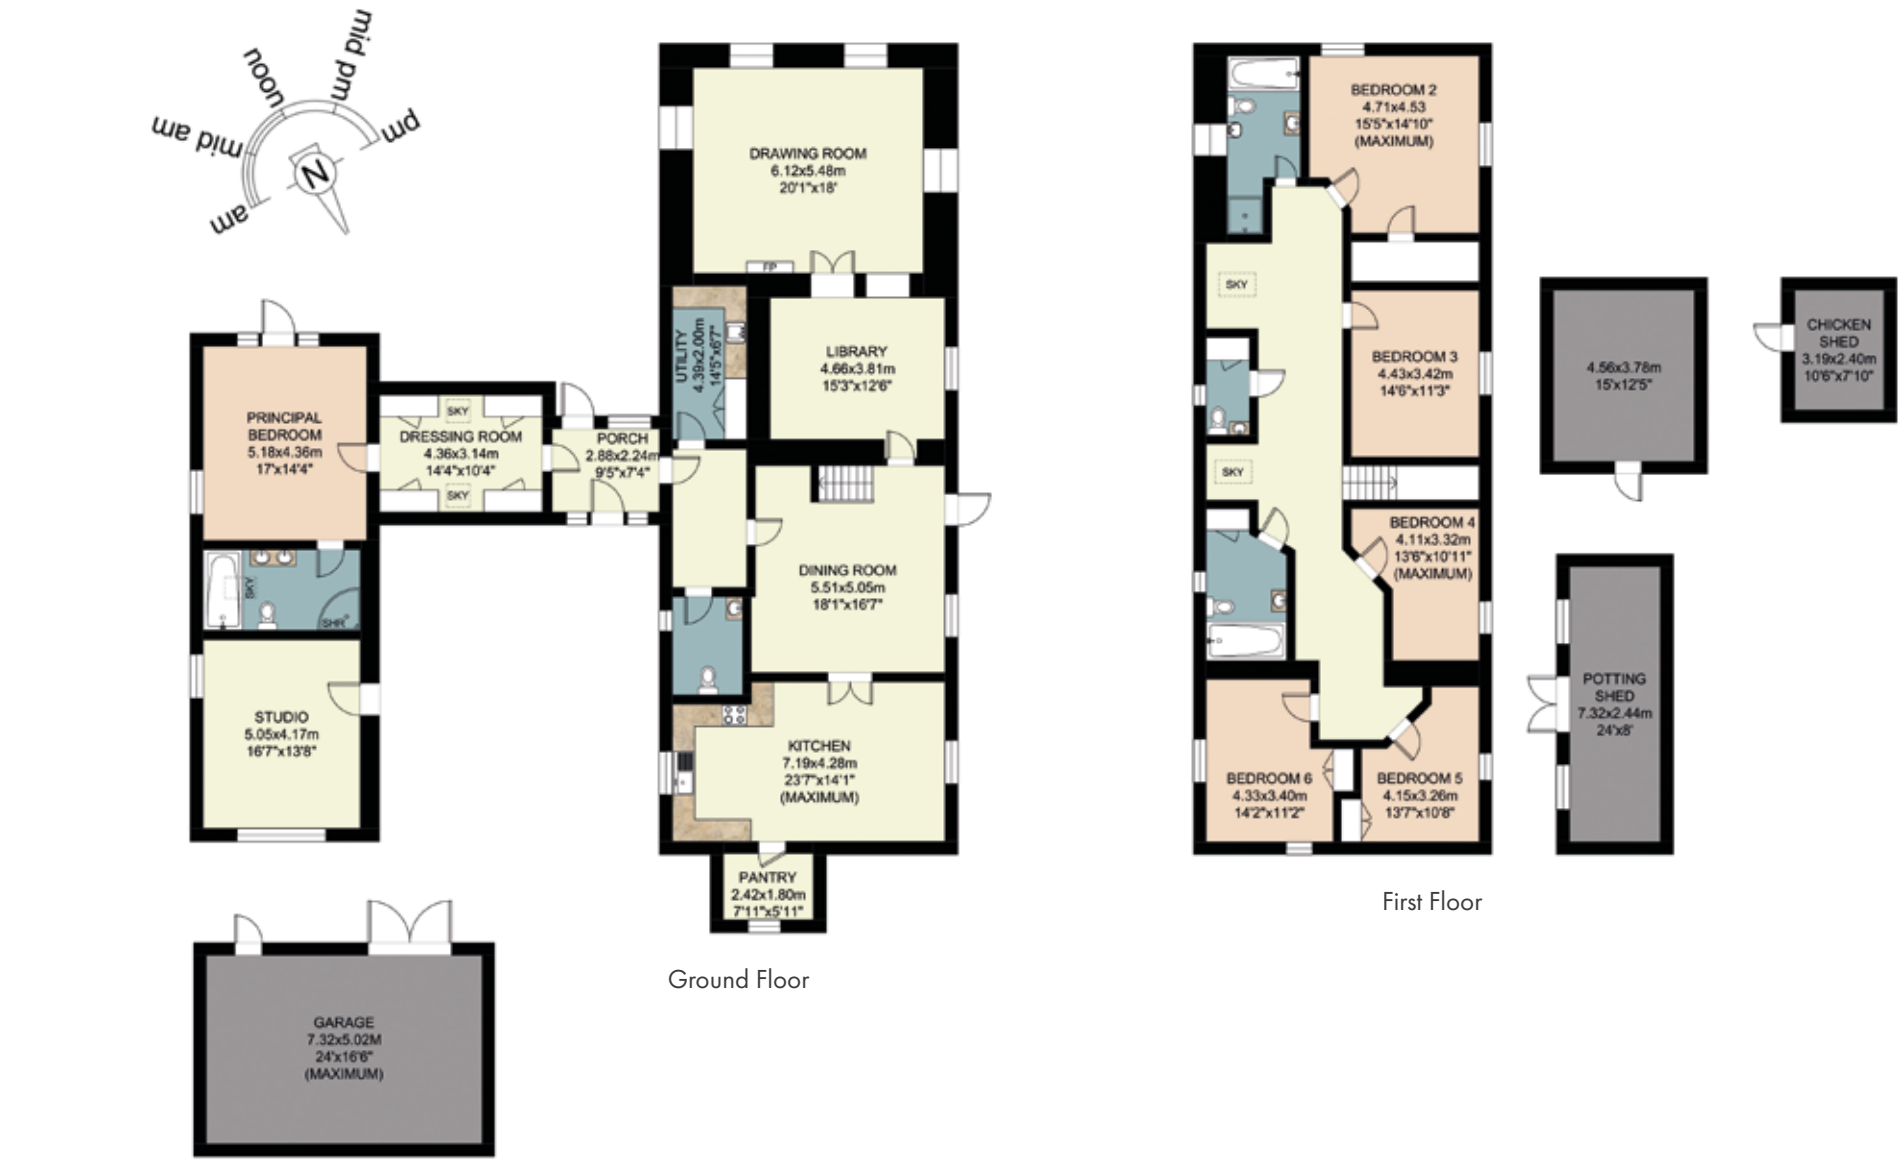 mid pm
noon
pm
mid am
am
N
DRAWING ROOM
6.12x5.48m
20'1"x18'
FP
UTILITY
4.39x2.00m
14'5"x6'7"
LIBRARY
4.66x3.81m
15'3"x12'6"
PRINCIPAL
BEDROOM
5.18x4.36m
17'x14'4"
SKY
DRESSING ROOM
4.36x3.14m
14'4"x10'4"
SKY
PORCH
2.88x2.24m
9'5"x7'4"
SKY
SHR
DINING ROOM
5.51x5.05m
18'1"x16'7"
STUDIO
5.05x4.17m
16'7"x13'8"
KITCHEN
7.19x4.28m
23'7"x14'1"
(MAXIMUM)
PANTRY
2.42x1.80m
7'11"x5'11"
Ground Floor
GARAGE
7.32x5.02M
24'x16'6"
(MAXIMUM)
BEDROOM 2
4.71x4.53
15'5"x14'10"
(MAXIMUM)
SKY
BEDROOM 3
4.43x3.42m
14'6"x11'3"
SKY
BEDROOM 4
4.11x3.32m
13'6"x10'11"
(MAXIMUM)
BEDROOM 6
4.33x3.40m
14'2"x11'2"
BEDROOM 5
4.15x3.26m
13'7"x10'8"
First Floor
4.56x3.78m
15'x12'5"
CHICKEN
SHED
3.19x2.40m
10'6"x7'10"
POTTING
SHED
7.32x2.44m
24'x8'